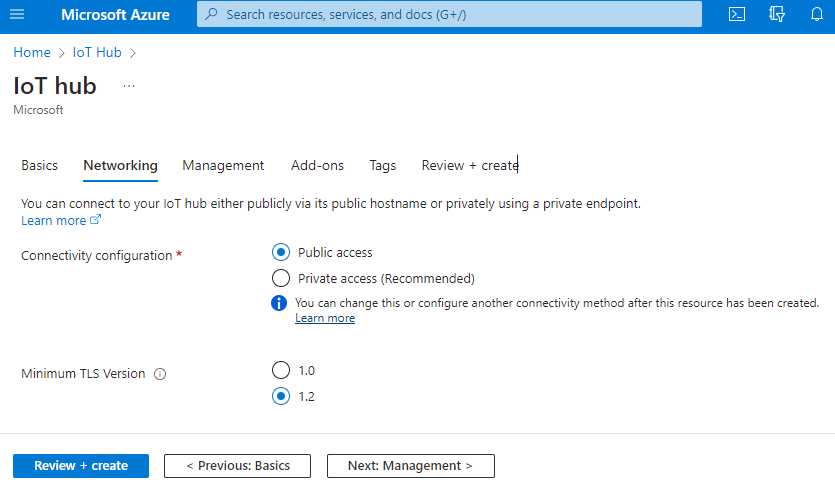 Microsoft Azure
Search resources, services, and docs (G+/)
Home > IoT Hub >
IoT hub ...
Microsoft
Basics Networking Management Add-ons Tags Review + create
You can connect to your IoT hub either publicly via its public hostname or privately using a private endpoint.
Learn more
Connectivity configuration *
Public access
Private access (Recommended)
You can change this or configure another connectivity method after this resource has been created.
Learn more
Minimum TLS Version
1.0
1.2
Review + create < Previous: Basics Next: Management >